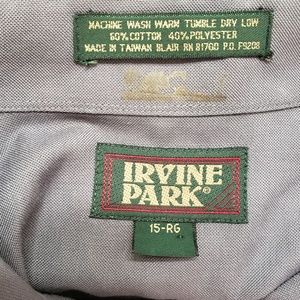 MACHINE WASH WARM TUMBLE DRY LOW
60% COTTON 40% POLYESTER
MADE IN TAIWAN BLAIR RN 81700 P.O. F9208
IRVINE
PARK®
15-RG